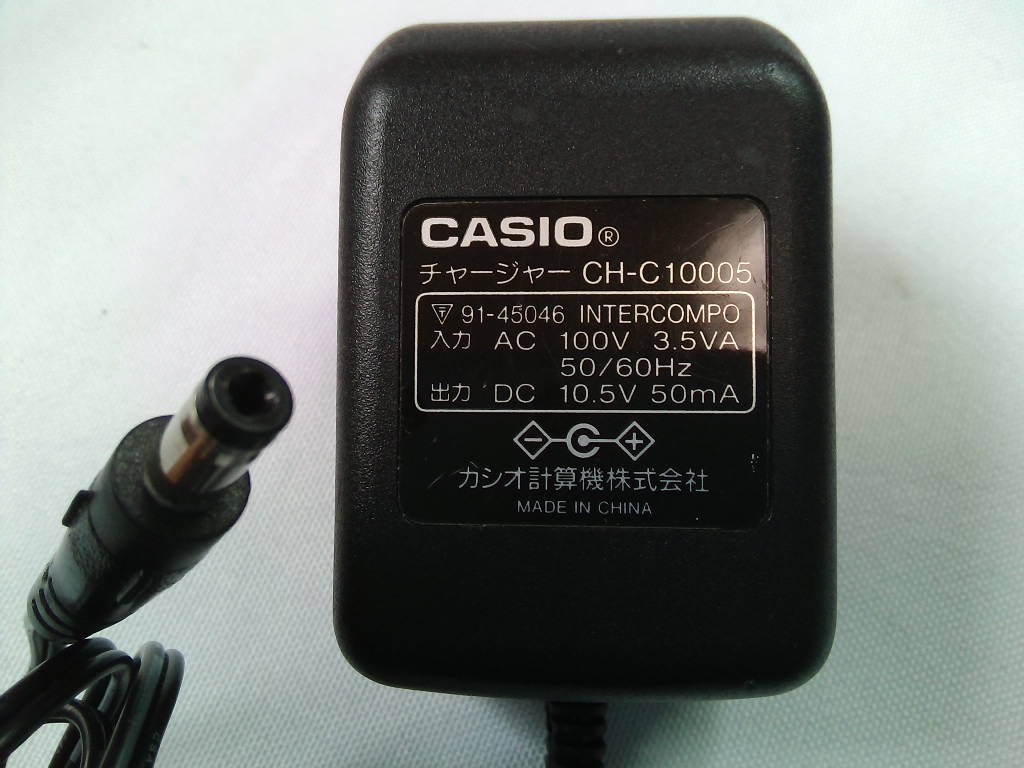 CASIO®
チャージャー CH-C10005
91-45046 INTERCOMPO
入力 AC 100V 3.5VA
50/60Hz
出力 DC 10.5V 50mA
カシオ計算機株式会社
MADE IN CHINA